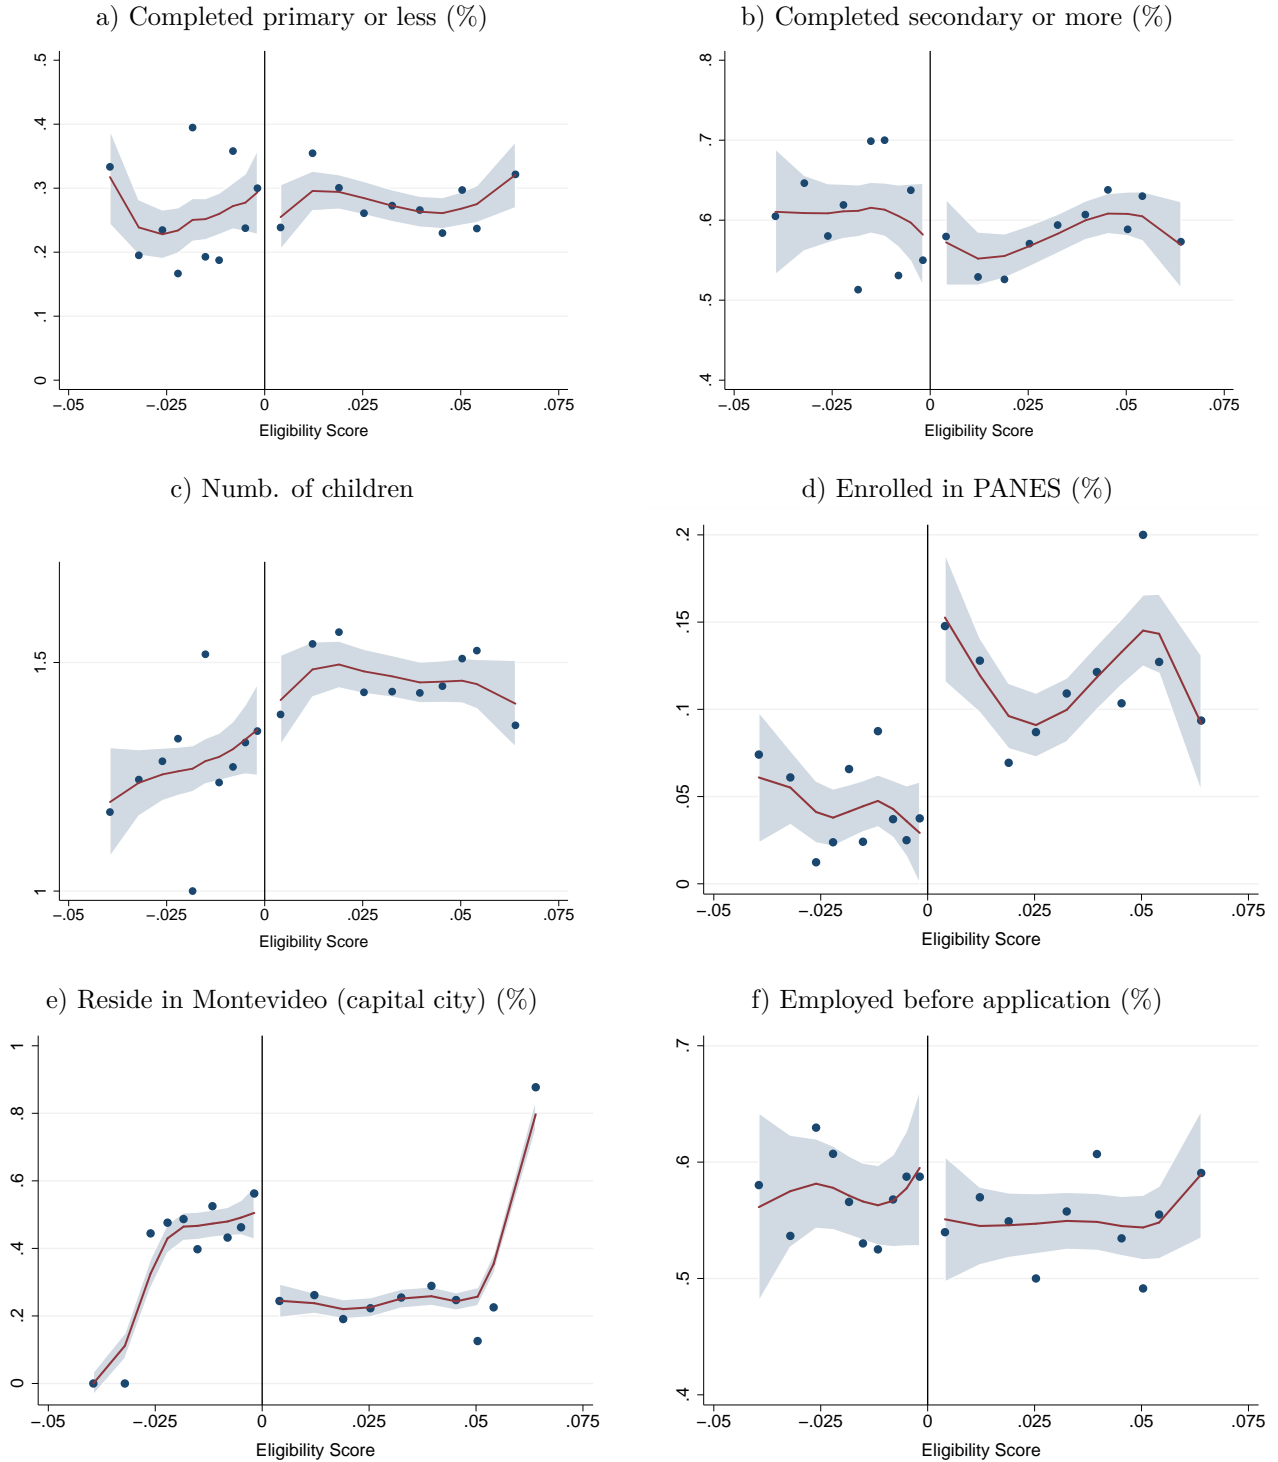 a) Completed primary or less (%)
.5
.4
.3
.2
.1
0
−.05 −.025 0 .025 .05 .075
Eligibility Score
b) Completed secondary or more (%)
.8
.7
.6
.5
.4
−.05 −.025 0 .025 .05 .075
Eligibility Score
c) Numb. of children
1.5
1
−.05 −.025 0 .025 .05 .075
Eligibility Score
d) Enrolled in PANES (%)
.2
.15
.1
.05
0
−.05 −.025 0 .025 .05 .075
Eligibility Score
e) Reside in Montevideo (capital city) (%)
1
.8
.6
.4
.2
0
−.05 −.025 0 .025 .05 .075
Eligibility Score
f) Employed before application (%)
.7
.6
.5
.4
−.05 −.025 0 .025 .05 .075
Eligibility Score